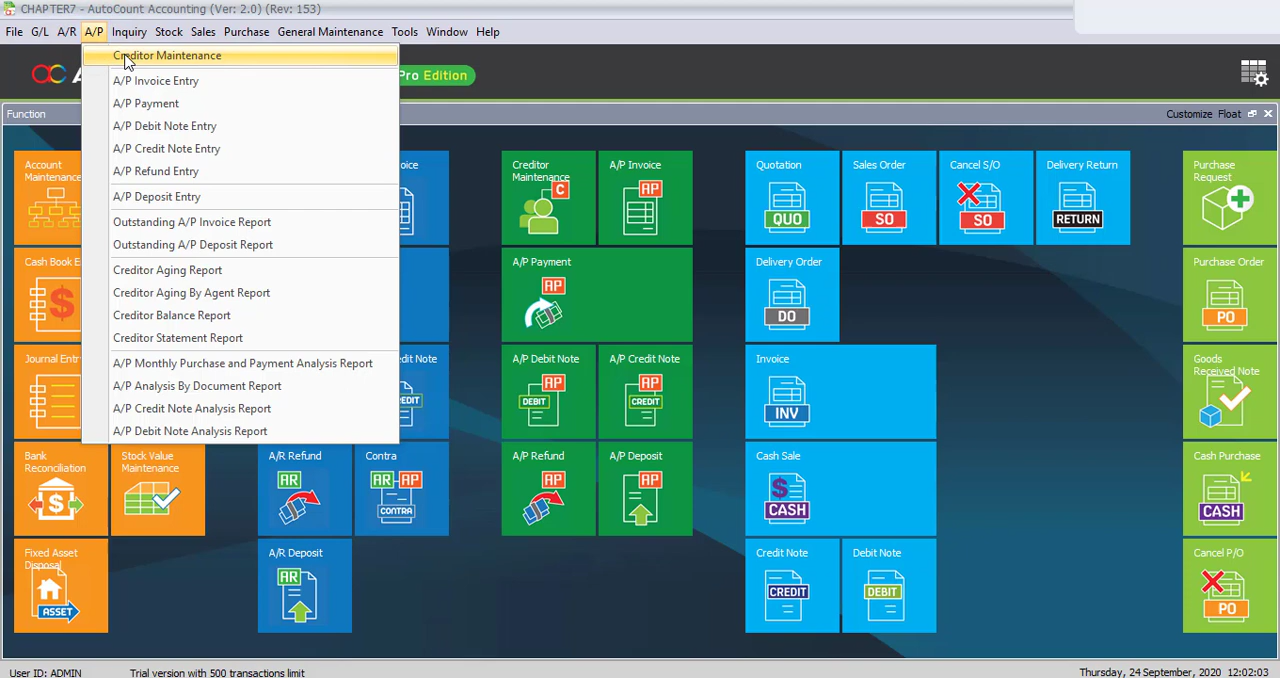 CHAPTER7 - AutoCount Accounting (Ver: 2.0) (Rev: 153)
File G/L A/R A/P Inquiry Stock Sales Purchase General Maintenance Tools Window Help
Creditor Maintenance
A/P Invoice Entry
A/P Payment
A/P Debit Note Entry
A/P Credit Note Entry
A/P Refund Entry
A/P Deposit Entry
Outstanding A/P Invoice Report
Outstanding A/P Deposit Report
Creditor Aging Report
Creditor Aging By Agent Report
Creditor Balance Report
Creditor Statement Report
A/P Monthly Purchase and Payment Analysis Report
A/P Analysis By Document Report
A/P Credit Note Analysis Report
A/P Debit Note Analysis Report
Pro Edition
Function
Customize Float
Account
Maintenance
Cash Book
Bank
Reconciliation
Stock Value
Maintenance
Fixed Asset
Disposal
ASSET
A/R Refund
AR
Contra
AR AP
CONTRA
A/R Deposit
AR
Creditor
Maintenance
C
A/P Invoice
AP
A/P Payment
AP
A/P Debit Note
AP
DEBIT
A/P Credit Note
AP
CREDIT
A/P Refund
AP
A/P Deposit
AP
Quotation
QUO
Sales Order
SO
Cancel S/O
SO
Delivery Return
RETURN
Delivery Order
DO
Invoice
INV
Cash Sale
CASH
Credit Note
CREDIT
Debit Note
DEBIT
Purchase
Request
Purchase Order
PO
Goods
Received Note
Cash Purchase
CASH
Cancel P/O
PO
User ID: ADMIN
Trial version with 500 transactions limit
Thursday, 24 September, 2020
12:02:03